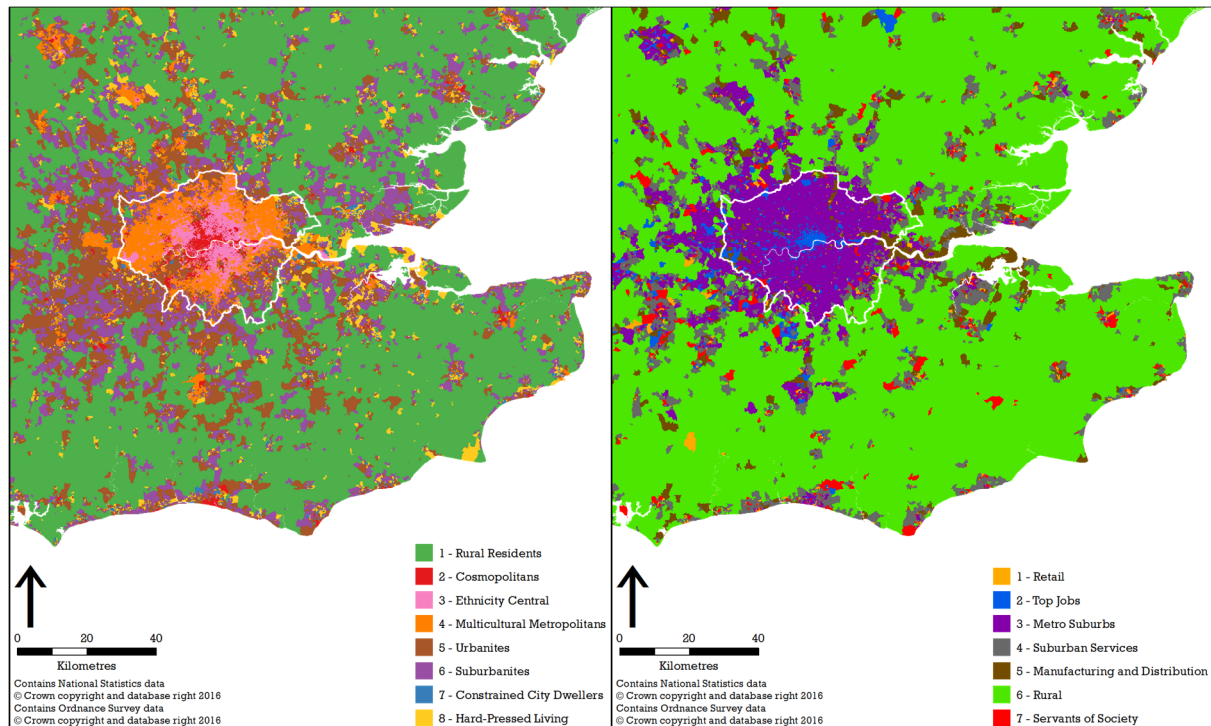 1 - Rural Residents
2 - Cosmopolitans
3 - Ethnicity Central
4 - Multicultural Metropolitans
5 - Urbanites
6 - Suburbanites
7 - Constrained City Dwellers
8 - Hard-Pressed Living
0 20 40
Kilometres
Contains National Statistics data
© Crown copyright and database right 2016
Contains Ordnance Survey data
© Crown copyright and database right 2016
1 - Retail
2 - Top Jobs
3 - Metro Suburbs
4 - Suburban Services
5 - Manufacturing and Distribution
6 - Rural
7 - Servants of Society
0 20 40
Kilometres
Contains National Statistics data
© Crown copyright and database right 2016
Contains Ordnance Survey data
© Crown copyright and database right 2016